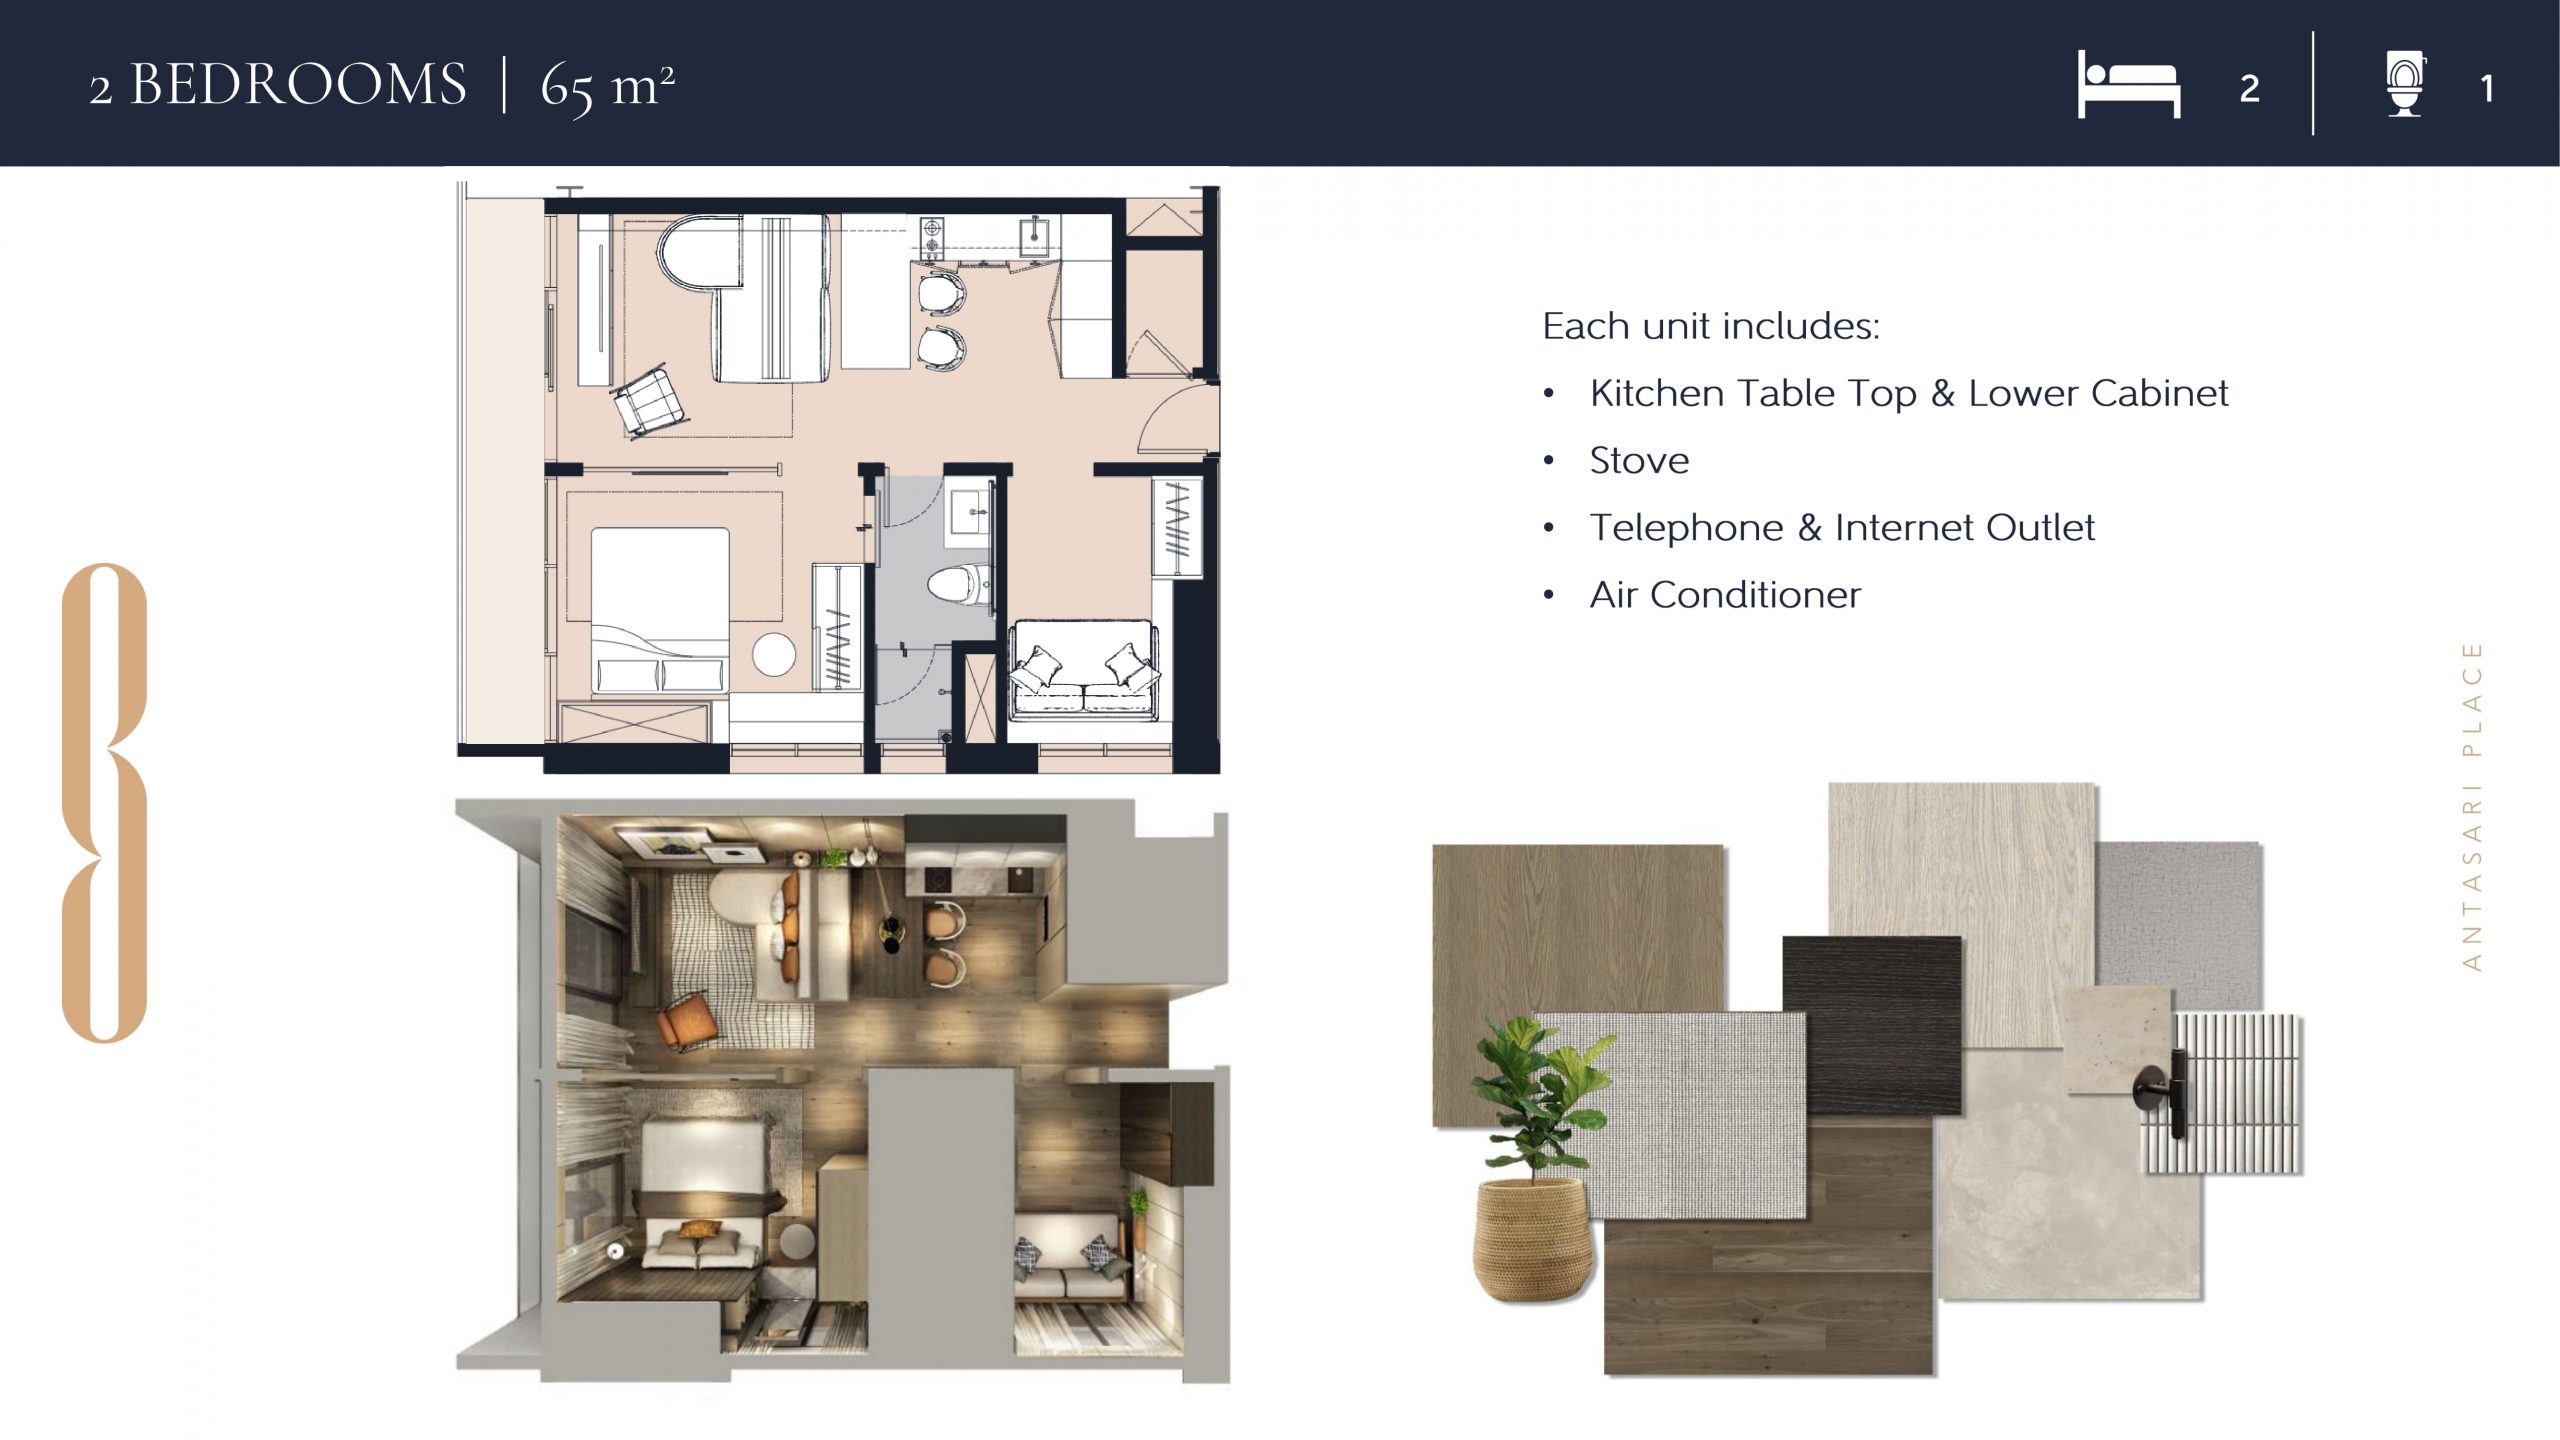 2 BEDROOMS | 65 m²
2
1
Each unit includes:
• Kitchen Table Top & Lower Cabinet
• Stove
• Telephone & Internet Outlet
• Air Conditioner
ANTASARI PLACE